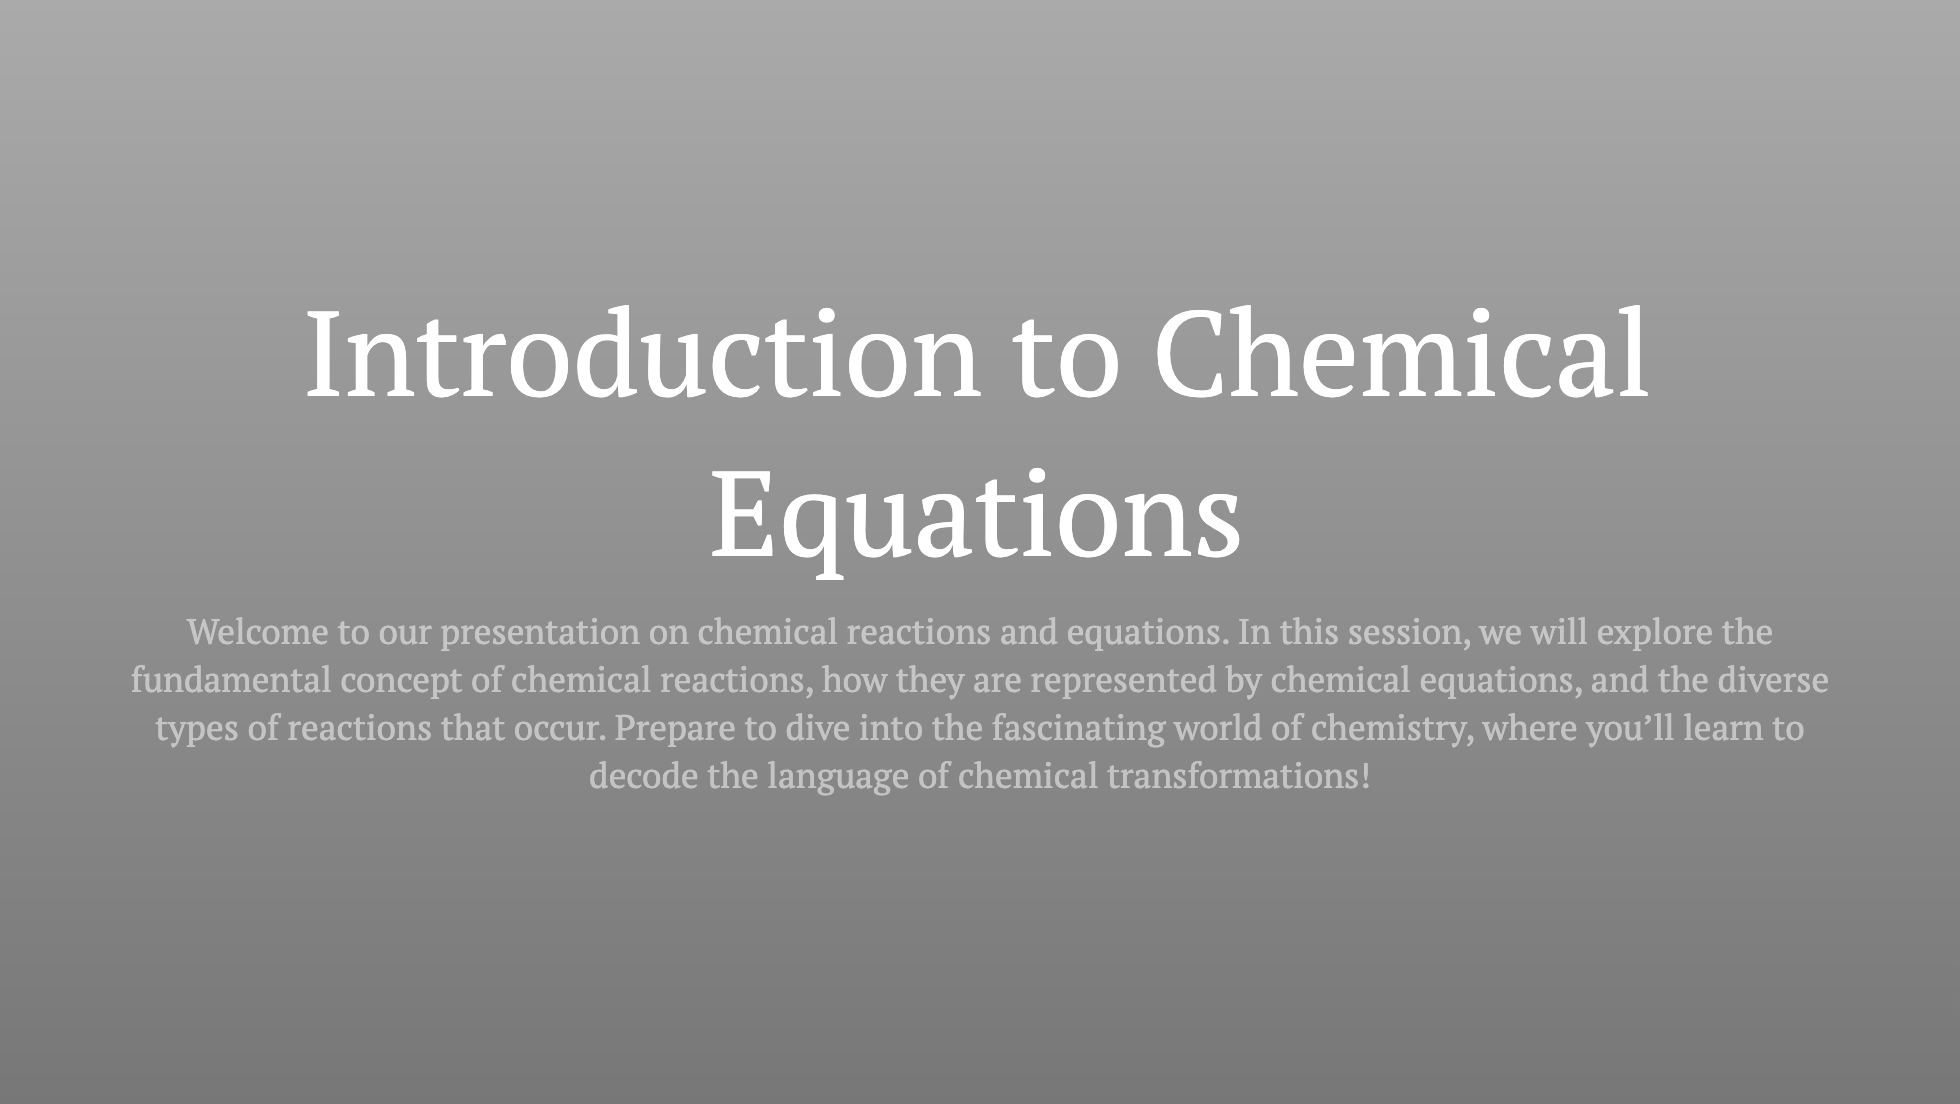 Introduction to Chemical
Equations
Welcome to our presentation on chemical reactions and equations. In this session, we will explore the
fundamental concept of chemical reactions, how they are represented by chemical equations, and the diverse
types of reactions that occur. Prepare to dive into the fascinating world of chemistry, where you’ll learn to
decode the language of chemical transformations!